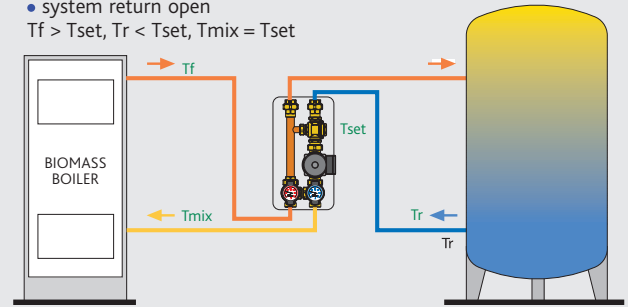 • system return open
Tf > Tset, Tr < Tset, Tmix = Tset
Tf
Tset
BIOMASS
BOILER
Tmix
Tr
Tr